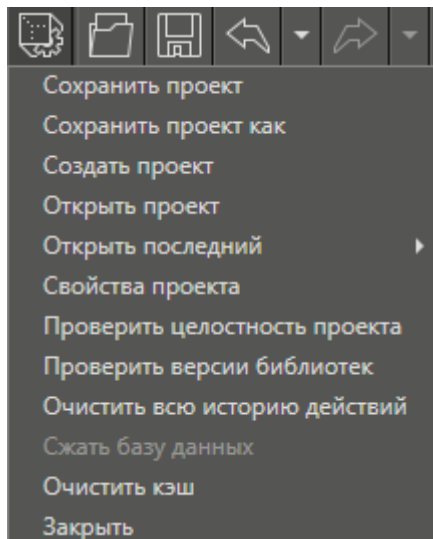 Сохранить проект
Сохранить проект как
Создать проект
Открыть проект
Открыть последний
Свойства проекта
Проверить целостность проекта
Проверить версии библиотек
Очистить всю историю действий
Сжать базу данных
Очистить кэш
Закрыть